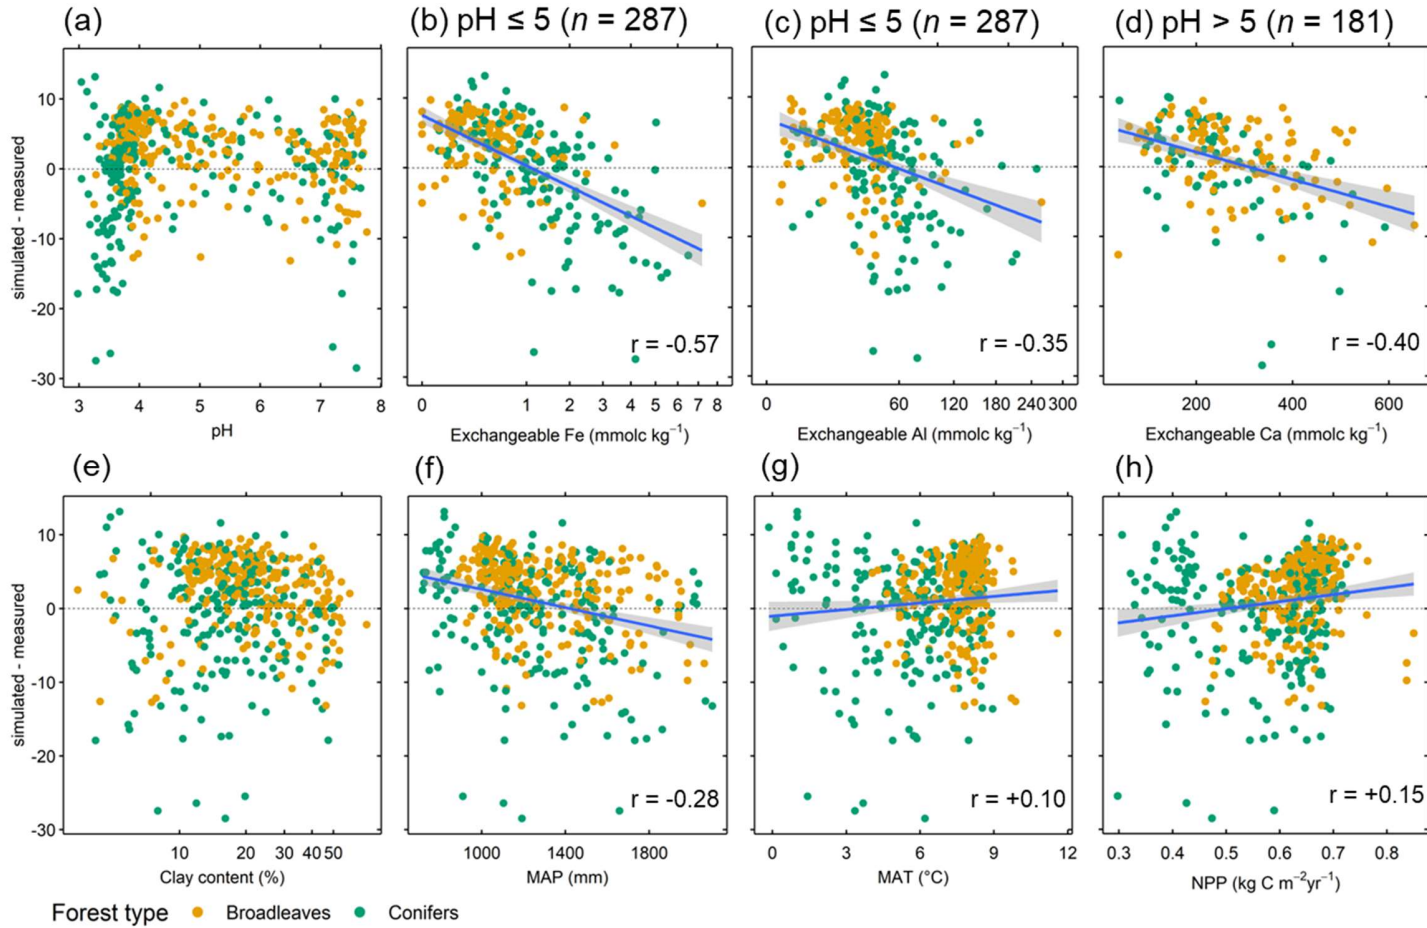 (a)
(b) pH ≤ 5 (n = 287)
(c) pH ≤ 5 (n = 287)
(d) pH > 5 (n = 181)
simulated - measured
10
0
-10
-20
-30
r = -0.57
r = -0.35
r = -0.40
3 4 5 6 7 8
0 1 2 3 4 5 6 7 8
0 60 120 180 240 300
200 400 600
pH
Exchangeable Fe (mmolc kg⁻¹)
Exchangeable Al (mmolc kg⁻¹)
Exchangeable Ca (mmolc kg⁻¹)
(e)
(f)
(g)
(h)
simulated - measured
10
0
-10
-20
-30
r = -0.28
r = +0.10
r = +0.15
10 20 30 40 50
1000 1400 1800
0 3 6 9 12
0.3 0.4 0.5 0.6 0.7 0.8
Clay content (%)
MAP (mm)
MAT (°C)
NPP (kg C m⁻²yr⁻¹)
Forest type Broadleaves Conifers